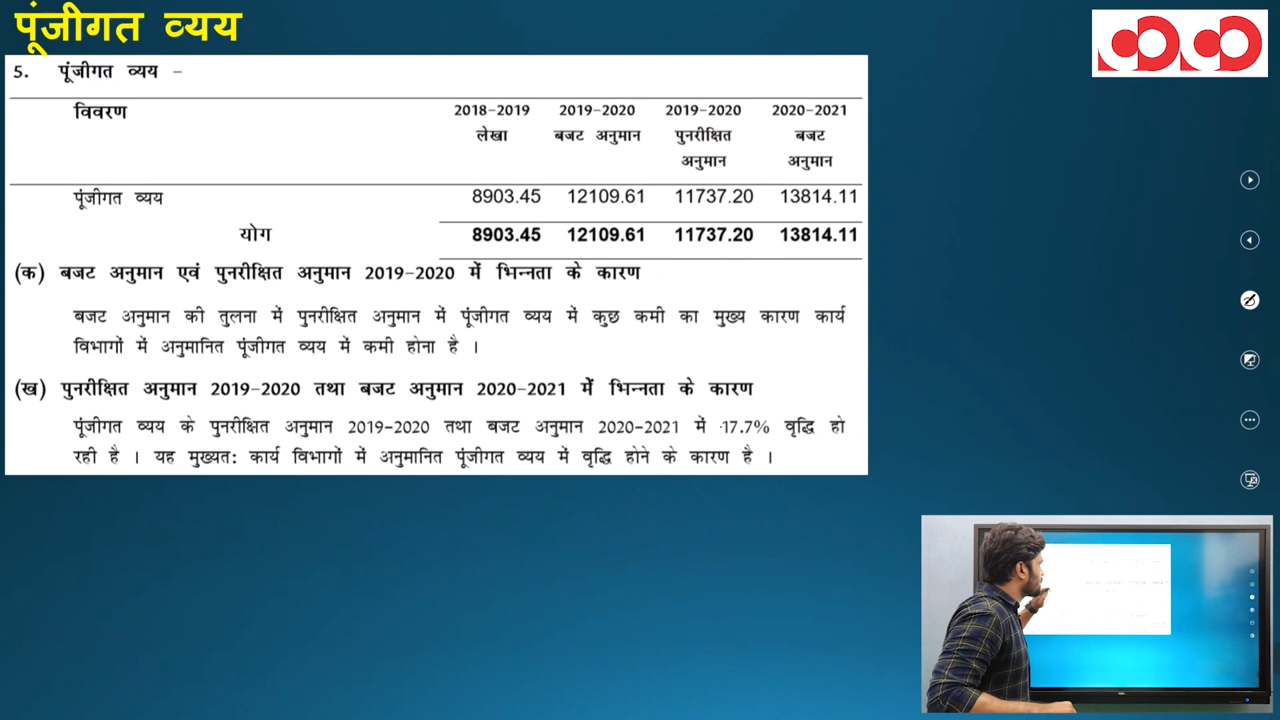 पूंजीगत व्यय
5. पूंजीगत व्यय –
विवरण 2018-2019 2019-2020 2019-2020 2020-2021
लेखा बजट अनुमान पुनरीक्षित बजट
अनुमान अनुमान
पूंजीगत व्यय 8903.45 12109.61 11737.20 13814.11
योग 8903.45 12109.61 11737.20 13814.11
(क) बजट अनुमान एवं पुनरीक्षित अनुमान 2019-2020 में भिन्नता के कारण
बजट अनुमान की तुलना में पुनरीक्षित अनुमान में पूंजीगत व्यय में कुछ कमी का मुख्य कारण कार्य
विभागों में अनुमानित पूंजीगत व्यय में कमी होना है ।
(ख) पुनरीक्षित अनुमान 2019-2020 तथा बजट अनुमान 2020-2021 में भिन्नता के कारण
पूंजीगत व्यय के पुनरीक्षित अनुमान 2019-2020 तथा बजट अनुमान 2020-2021 में 17.7% वृद्धि हो
रही है । यह मुख्यत: कार्य विभागों में अनुमानित पूंजीगत व्यय में वृद्धि होने के कारण है ।